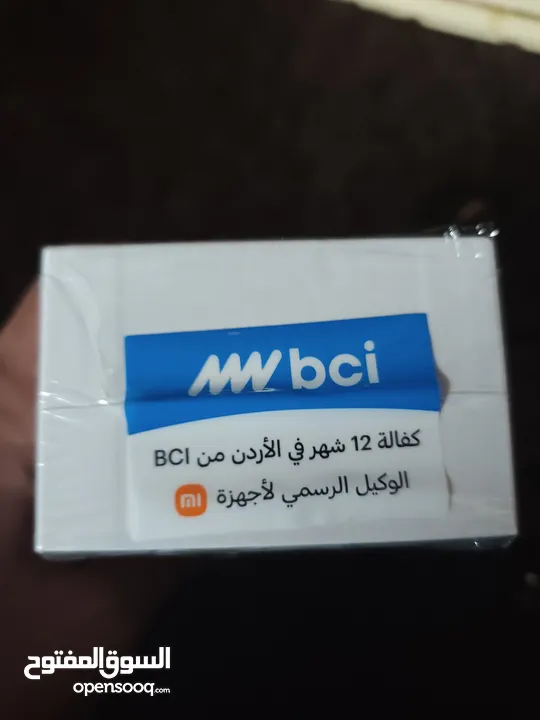 bci
كفالة 12 شهر في الأردن من BCI
الوكيل الرسمي لأجهزة mi
السوق المفتوح
opensooq.com